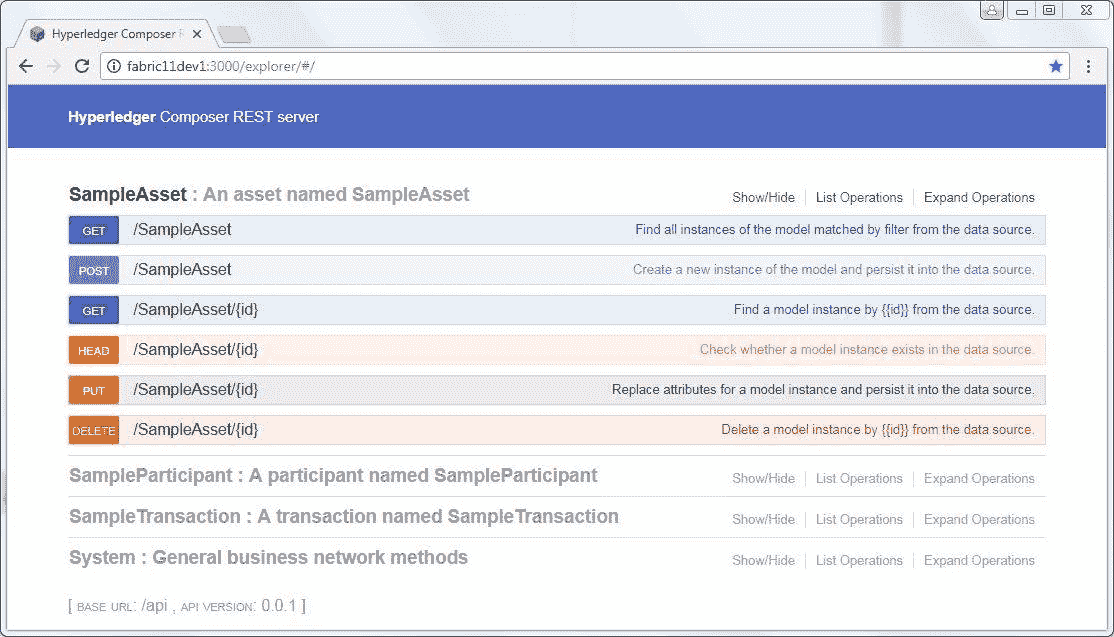 Hyperledger Composer R
fabric11dev1:3000/explorer/#/
Hyperledger Composer REST server
SampleAsset : An asset named SampleAsset Show/Hide List Operations Expand Operations
GET /SampleAsset Find all instances of the model matched by filter from the data source.
POST /SampleAsset Create a new instance of the model and persist it into the data source.
GET /SampleAsset/{id} Find a model instance by {{id}} from the data source.
HEAD /SampleAsset/{id} Check whether a model instance exists in the data source.
PUT /SampleAsset/{id} Replace attributes for a model instance and persist it into the data source.
DELETE /SampleAsset/{id} Delete a model instance by {{id}} from the data source.
SampleParticipant : A participant named SampleParticipant Show/Hide List Operations Expand Operations
SampleTransaction : A transaction named SampleTransaction Show/Hide List Operations Expand Operations
System : General business network methods Show/Hide List Operations Expand Operations
[ BASE URL: /api , API VERSION: 0.0.1 ]